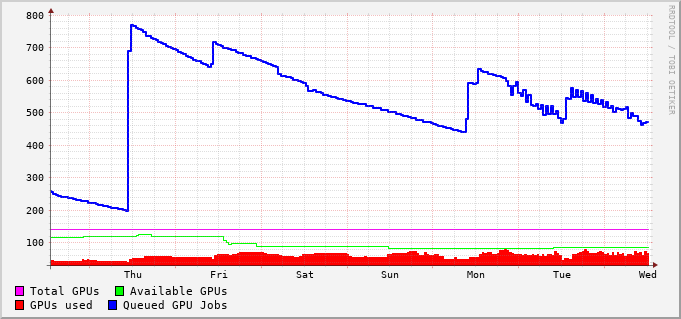 800
700
600
500
400
300
200
100
Thu Fri Sat Sun Mon Tue Wed
Total GPUs Available GPUs
GPUs used Queued GPU Jobs
RRDTOOL / TOBI OETIKER